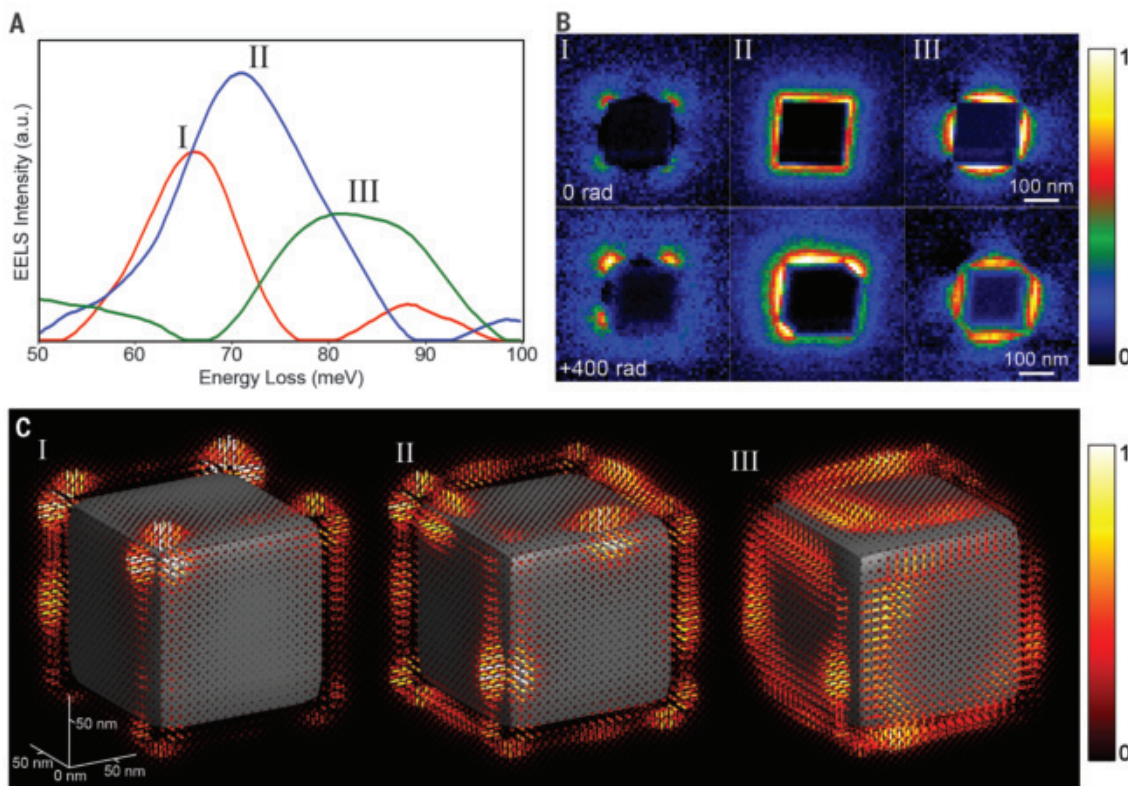 A
I
II
III
EELS Intensity (a.u.)
50 60 70 80 90 100
Energy Loss (meV)
B
I II III
0 rad
100 nm
+400 rad
100 nm
1
0
C
I II III
50 nm
50 nm
0 nm
50 nm
1
0